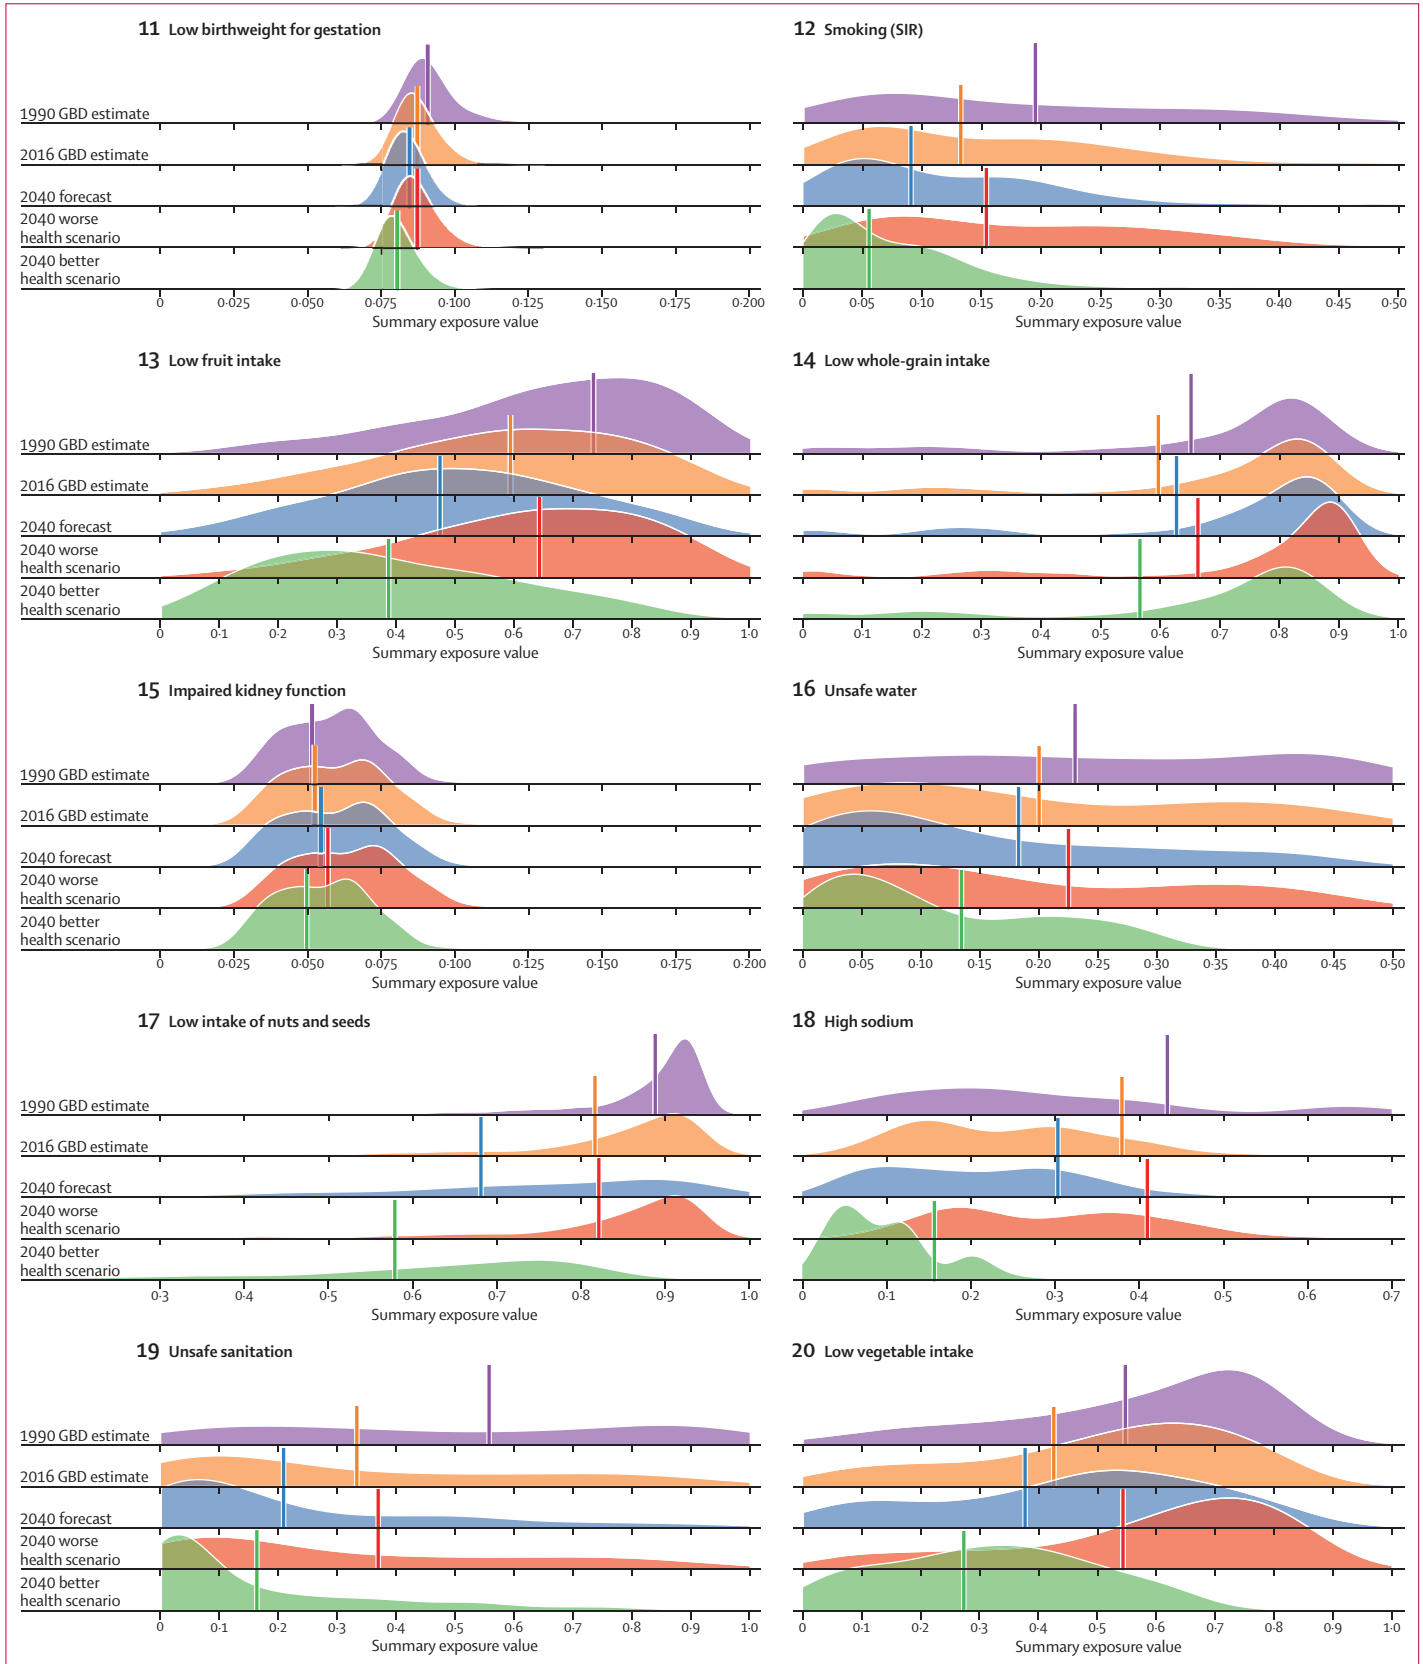 11 Low birthweight for gestation
1990 GBD estimate
2016 GBD estimate
2040 forecast
2040 worse
health scenario
2040 better
health scenario
0 0·025 0·050 0·075 0·100 0·125 0·150 0·175 0·200
Summary exposure value
12 Smoking (SIR)
0 0·05 0·10 0·15 0·20 0·25 0·30 0·35 0·40 0·45 0·50
Summary exposure value
13 Low fruit intake
1990 GBD estimate
2016 GBD estimate
2040 forecast
2040 worse
health scenario
2040 better
health scenario
0 0·1 0·2 0·3 0·4 0·5 0·6 0·7 0·8 0·9 1·0
Summary exposure value
14 Low whole-grain intake
0 0·1 0·2 0·3 0·4 0·5 0·6 0·7 0·8 0·9 1·0
Summary exposure value
15 Impaired kidney function
1990 GBD estimate
2016 GBD estimate
2040 forecast
2040 worse
health scenario
2040 better
health scenario
0 0·025 0·050 0·075 0·100 0·125 0·150 0·175 0·200
Summary exposure value
16 Unsafe water
0 0·05 0·10 0·15 0·20 0·25 0·30 0·35 0·40 0·45 0·50
Summary exposure value
17 Low intake of nuts and seeds
1990 GBD estimate
2016 GBD estimate
2040 forecast
2040 worse
health scenario
2040 better
health scenario
0·3 0·4 0·5 0·6 0·7 0·8 0·9 1·0
Summary exposure value
18 High sodium
0 0·1 0·2 0·3 0·4 0·5 0·6 0·7
Summary exposure value
19 Unsafe sanitation
1990 GBD estimate
2016 GBD estimate
2040 forecast
2040 worse
health scenario
2040 better
health scenario
0 0·1 0·2 0·3 0·4 0·5 0·6 0·7 0·8 0·9 1·0
Summary exposure value
20 Low vegetable intake
0 0·1 0·2 0·3 0·4 0·5 0·6 0·7 0·8 0·9 1·0
Summary exposure value